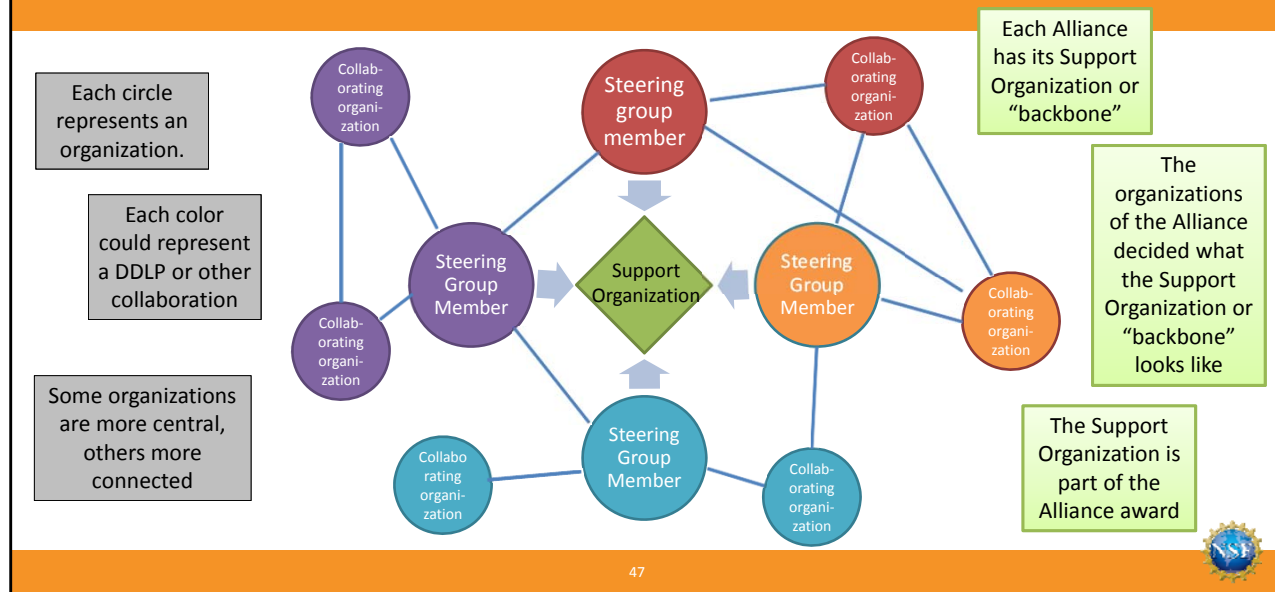 Each circle
represents an
organization.
Each color
could represent
a DDLP or other
collaboration
Some organizations
are more central,
others more
connected
Collab-
orating
organi-
zation
Collab-
orating
organi-
zation
Steering
Group
Member
Steering
group
member
Support
Organization
Steering
Group
Member
Collabo
rating
organi-
zation
Collab-
orating
organi-
zation
Steering
Group
Member
Collab-
orating
organi-
zation
Collab-
orating
organi-
zation
Each Alliance
has its Support
Organization or
“backbone”
The
organizations
of the Alliance
decided what
the Support
Organization or
“backbone”
looks like
The Support
Organization is
part of the
Alliance award
47
NSF